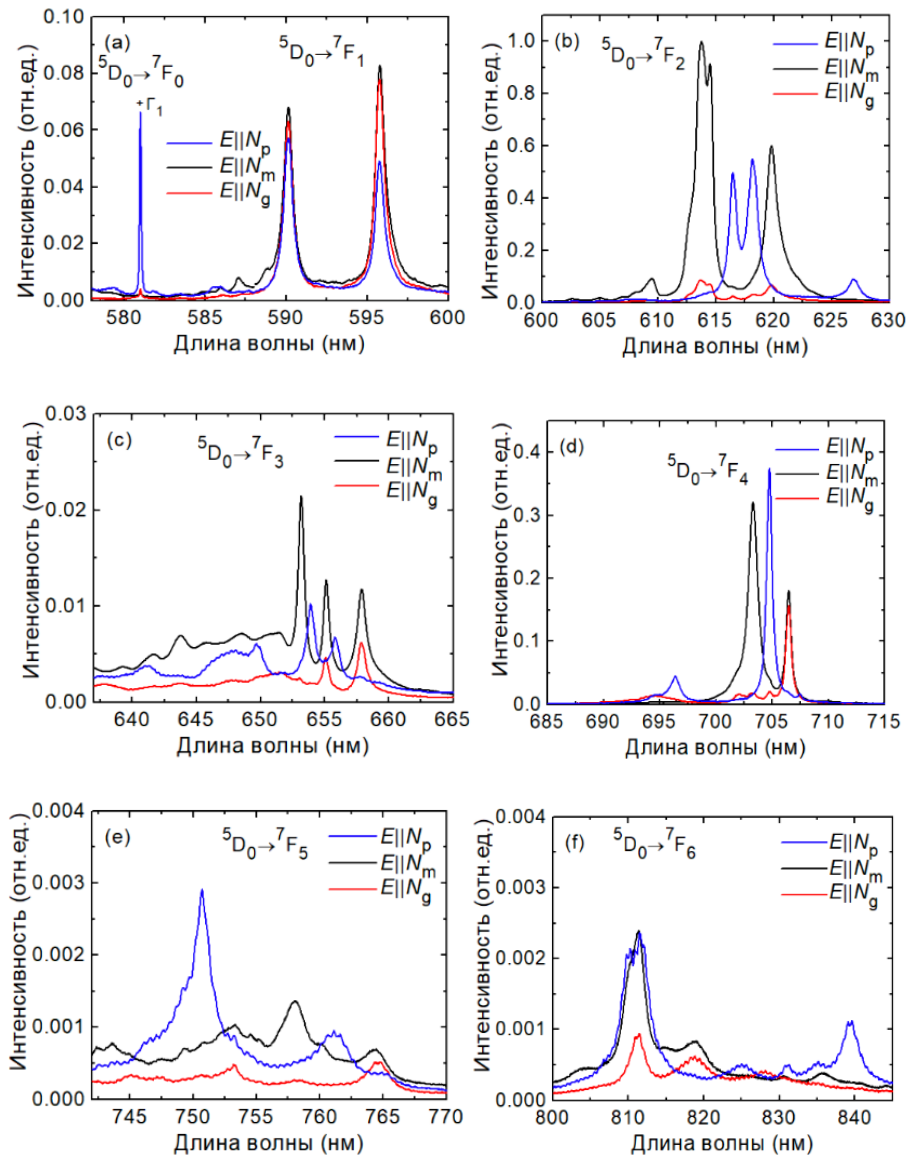 (a)
⁵D₀→⁷F₀
⁵D₀→⁷F₁
+Γ₁
E||Nₚ
E||Nₘ
E||N_g
0.10
0.08
0.06
0.04
0.02
0.00
Интенсивность (отн.ед.)
580 585 590 595 600
Длина волны (нм)
(b)
⁵D₀→⁷F₂
E||Nₚ
E||Nₘ
E||N_g
1.0
0.8
0.6
0.4
0.2
0.0
Интенсивность (отн.ед.)
600 605 610 615 620 625 630
Длина волны (нм)
(c)
⁵D₀→⁷F₃
E||Nₚ
E||Nₘ
E||N_g
0.03
0.02
0.01
0.00
Интенсивность (отн.ед.)
640 645 650 655 660 665
Длина волны (нм)
(d)
⁵D₀→⁷F₄
E||Nₚ
E||Nₘ
E||N_g
0.4
0.3
0.2
0.1
0.0
Интенсивность (отн.ед.)
685 690 695 700 705 710 715
Длина волны (нм)
(e)
⁵D₀→⁷F₅
E||Nₚ
E||Nₘ
E||N_g
0.004
0.003
0.002
0.001
0.000
Интенсивность (отн.ед.)
745 750 755 760 765 770
Длина волны (нм)
(f)
⁵D₀→⁷F₆
E||Nₚ
E||Nₘ
E||N_g
0.004
0.003
0.002
0.001
0.000
Интенсивность (отн.ед.)
800 810 820 830 840
Длина волны (нм)